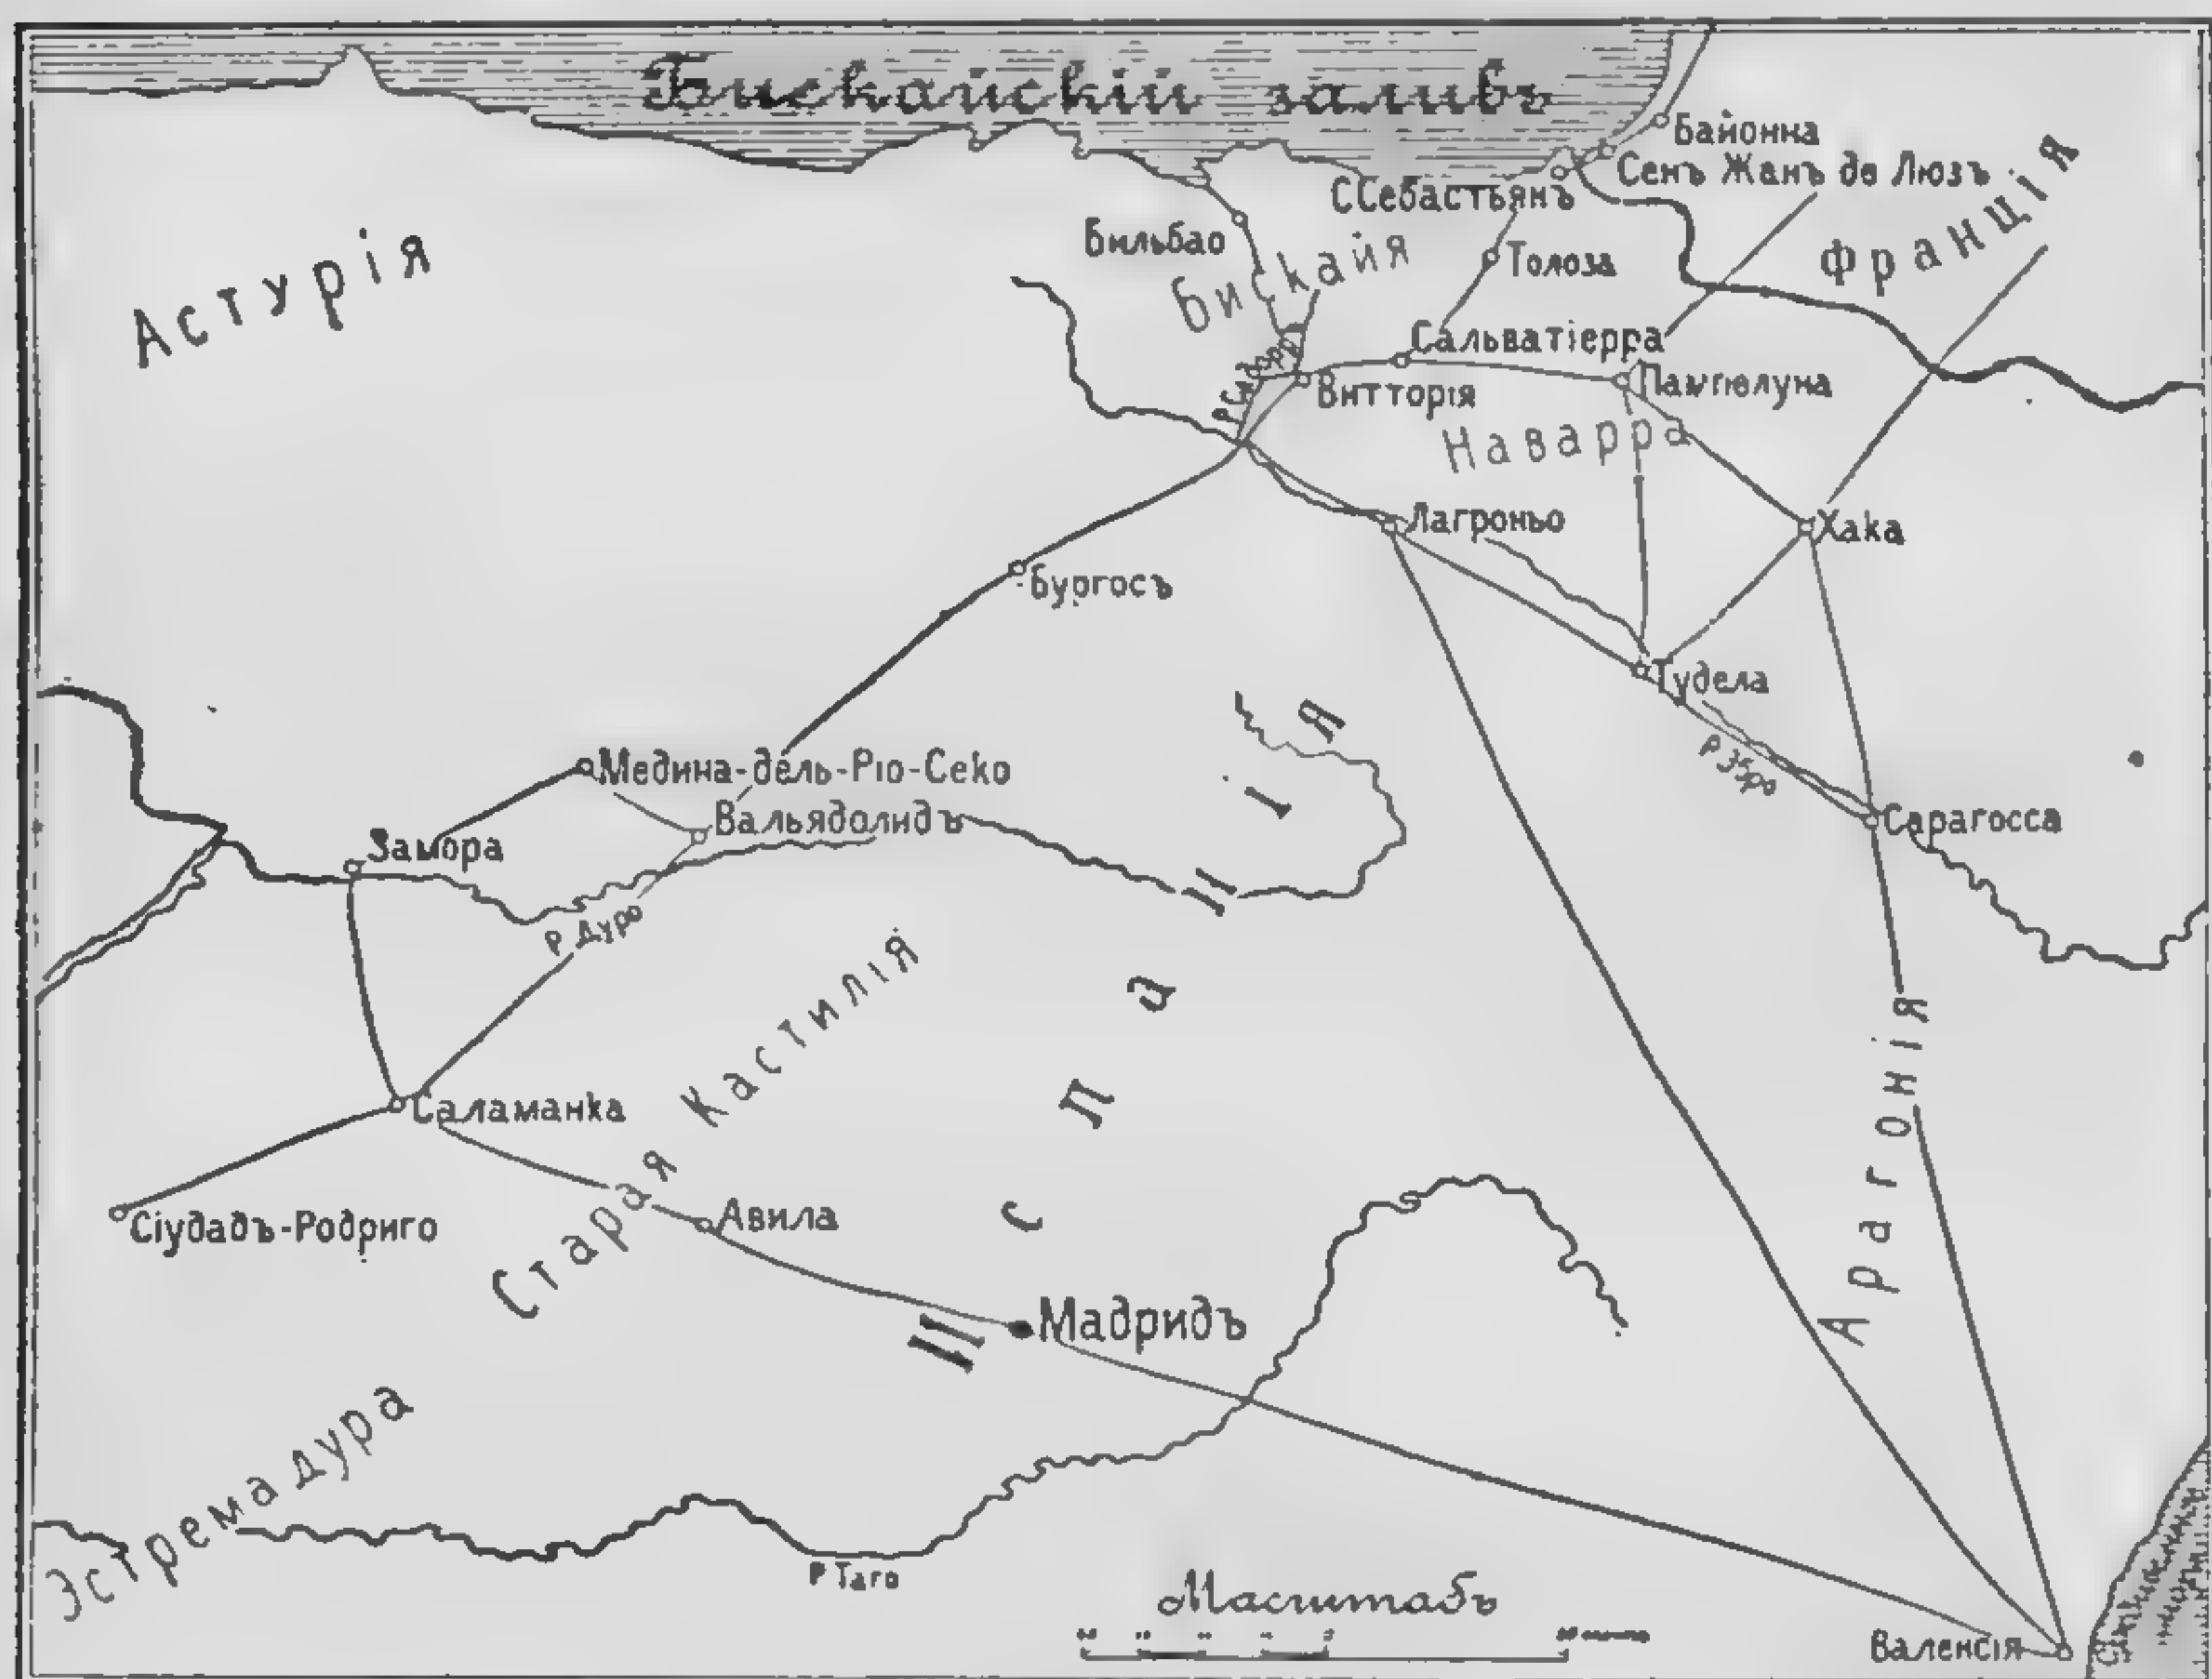 Бискайскій заливъ
Байонна
Сенъ Жанъ де Люзъ
ССебастьянъ
Франція
Бильбао
Бискайя
Толоза
Астурія
Сальватіерра
Витторія
Пампелуна
Наварра
Лагроньо
Хака
Бургосъ
Тудела
Р Эбро
Сарагосса
Медина-дель-Ріо-Секо
Вальядолидъ
Замора
Р Дуро
Испанія
Старая Кастилія
Арагонія
Саламанка
Сіудадъ-Родриго
Авила
Мадридъ
Эстремадура
Р Таго
Масштабъ
Валенсія